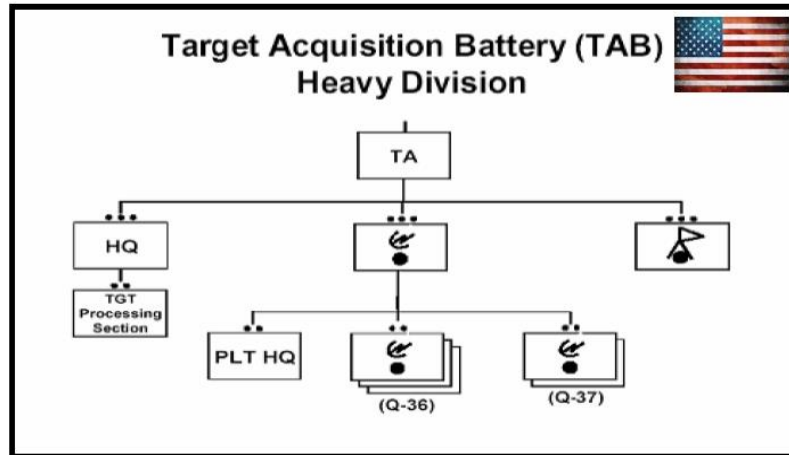 Target Acquisition Battery (TAB)
Heavy Division
TA
HQ
TGT
Processing
Section
PLT HQ
(Q-36)
(Q-37)